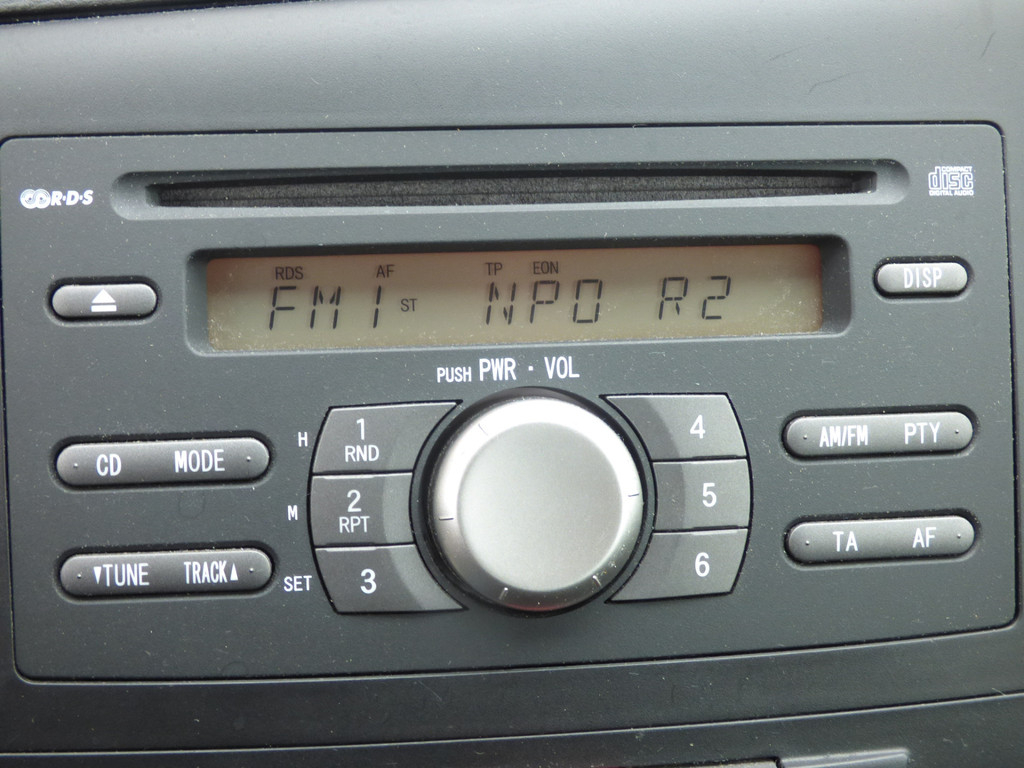 R·D·S
COMPACT
disc
DIGITAL AUDIO
RDS AF TP EON
FM1 ST NPO R2
DISP
PUSH PWR · VOL
H 1 RND
4
AM/FM PTY
CD MODE
M 2 RPT
5
TA AF
▼TUNE TRACK▲
SET 3
6